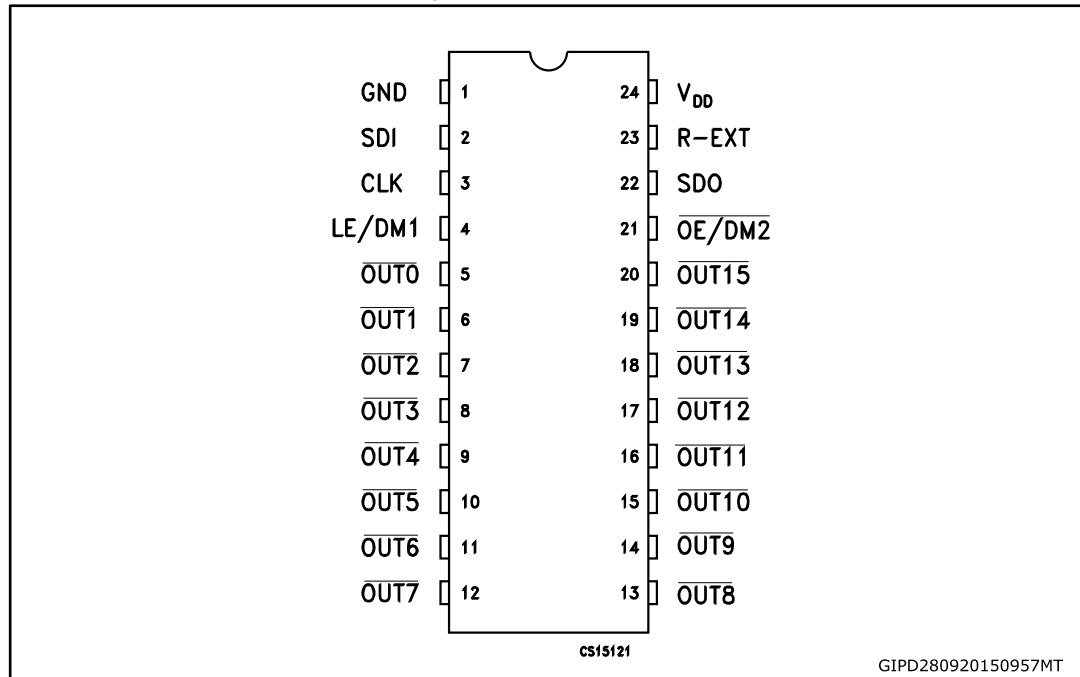 GND 1 24 VDD
SDI 2 23 R-EXT
CLK 3 22 SDO
LE/DM1 4 21 OE/DM2
OUT0 5 20 OUT15
OUT1 6 19 OUT14
OUT2 7 18 OUT13
OUT3 8 17 OUT12
OUT4 9 16 OUT11
OUT5 10 15 OUT10
OUT6 11 14 OUT9
OUT7 12 13 OUT8
CS15121
GIPD280920150957MT